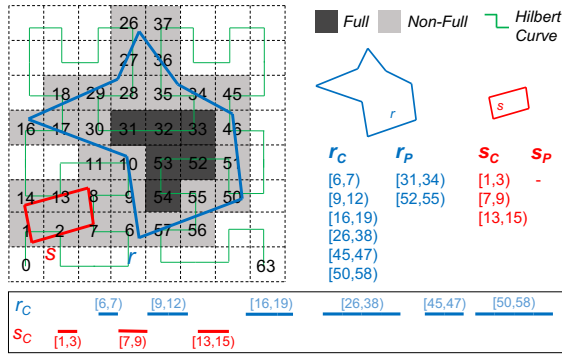 26 37
27 36
18 29 28 35 34 45
16 17 30 31 32 33 46
11 10 53 52 51
14 13 8 9 54 55 50
1 2 7 6 57 56
s r
0 63
Full Non-Full Hilbert Curve
r s
r_C r_P s_C s_P
[6,7) [31,34) [1,3) -
[9,12) [52,55) [7,9)
[16,19) [13,15)
[26,38)
[45,47)
[50,58)
r_C [6,7) [9,12) [16,19) [26,38) [45,47) [50,58)
s_C [1,3) [7,9) [13,15)